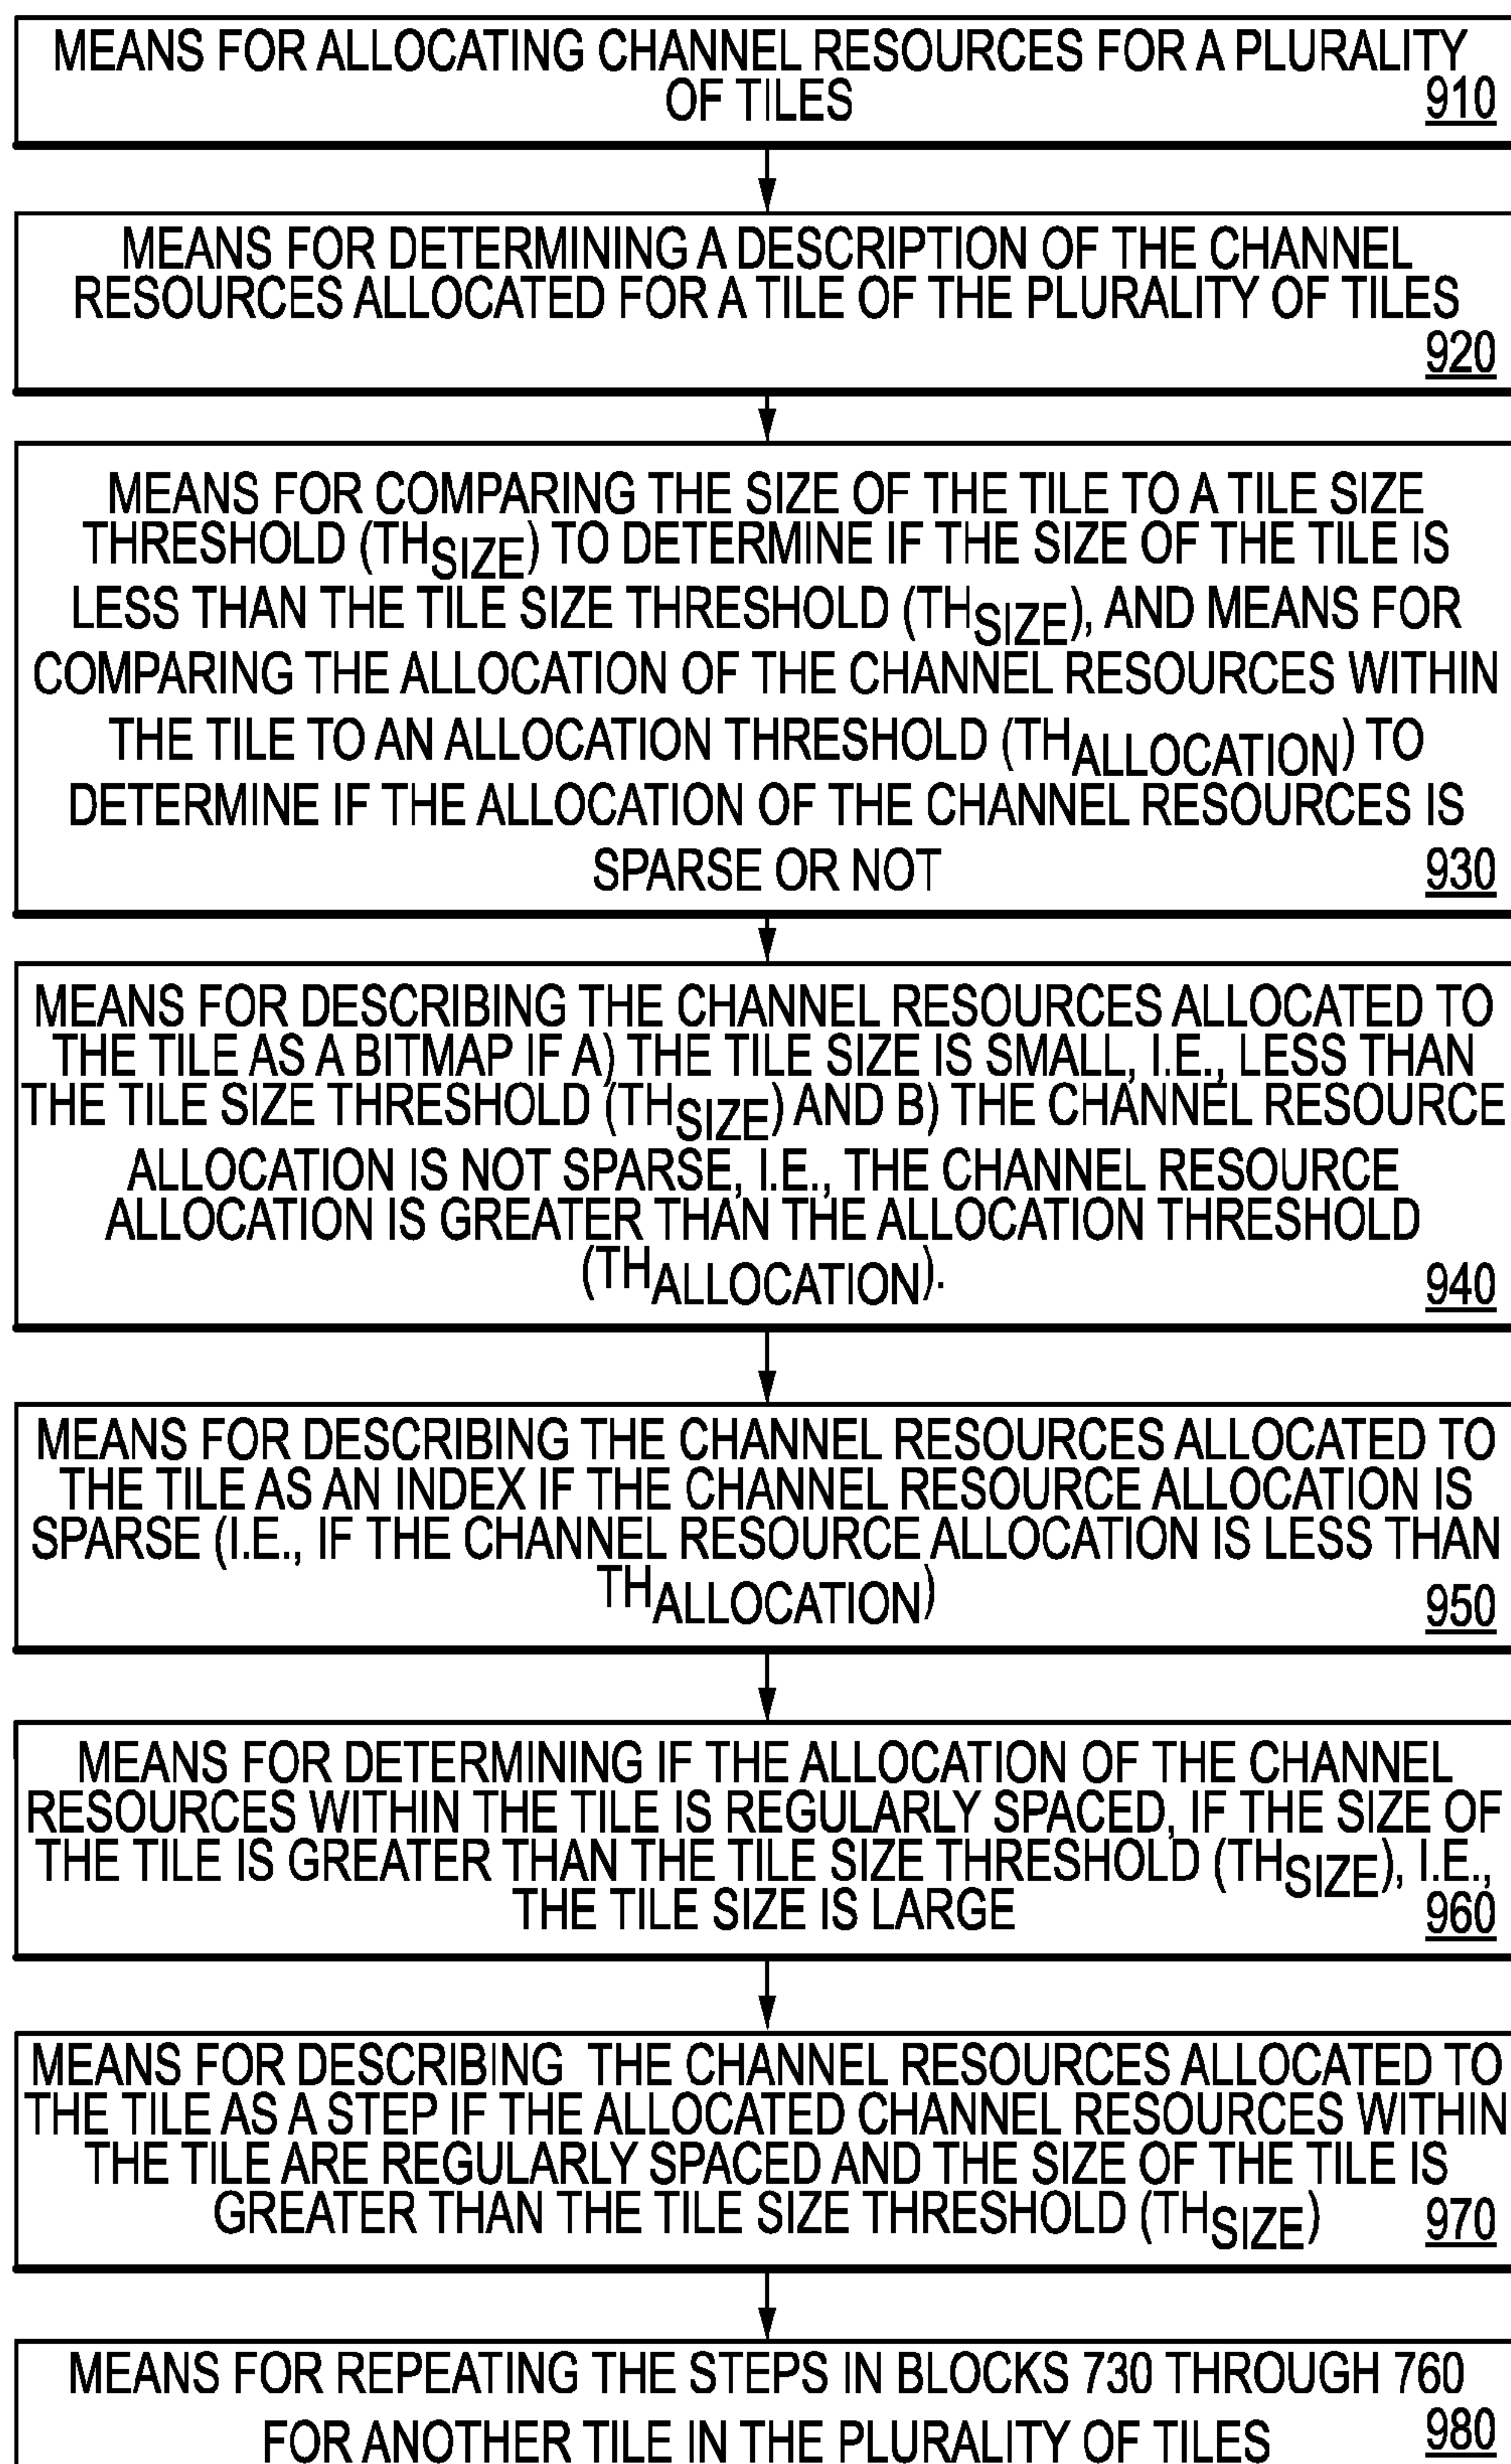 MEANS FOR ALLOCATING CHANNEL RESOURCES FOR A PLURALITY
OF TILES 910
MEANS FOR DETERMINING A DESCRIPTION OF THE CHANNEL
RESOURCES ALLOCATED FOR A TILE OF THE PLURALITY OF TILES
920
MEANS FOR COMPARING THE SIZE OF THE TILE TO A TILE SIZE
THRESHOLD (THSIZE) TO DETERMINE IF THE SIZE OF THE TILE IS
LESS THAN THE TILE SIZE THRESHOLD (THSIZE), AND MEANS FOR
COMPARING THE ALLOCATION OF THE CHANNEL RESOURCES WITHIN
THE TILE TO AN ALLOCATION THRESHOLD (THALLOCATION) TO
DETERMINE IF THE ALLOCATION OF THE CHANNEL RESOURCES IS
SPARSE OR NOT 930
MEANS FOR DESCRIBING THE CHANNEL RESOURCES ALLOCATED TO
THE TILE AS A BITMAP IF A) THE TILE SIZE IS SMALL, I.E., LESS THAN
THE TILE SIZE THRESHOLD (THSIZE) AND B) THE CHANNEL RESOURCE
ALLOCATION IS NOT SPARSE, I.E., THE CHANNEL RESOURCE
ALLOCATION IS GREATER THAN THE ALLOCATION THRESHOLD
(THALLOCATION). 940
MEANS FOR DESCRIBING THE CHANNEL RESOURCES ALLOCATED TO
THE TILE AS AN INDEX IF THE CHANNEL RESOURCE ALLOCATION IS
SPARSE (I.E., IF THE CHANNEL RESOURCE ALLOCATION IS LESS THAN
THALLOCATION) 950
MEANS FOR DETERMINING IF THE ALLOCATION OF THE CHANNEL
RESOURCES WITHIN THE TILE IS REGULARLY SPACED, IF THE SIZE OF
THE TILE IS GREATER THAN THE TILE SIZE THRESHOLD (THSIZE), I.E.,
THE TILE SIZE IS LARGE 960
MEANS FOR DESCRIBING THE CHANNEL RESOURCES ALLOCATED TO
THE TILE AS A STEP IF THE ALLOCATED CHANNEL RESOURCES WITHIN
THE TILE ARE REGULARLY SPACED AND THE SIZE OF THE TILE IS
GREATER THAN THE TILE SIZE THRESHOLD (THSIZE) 970
MEANS FOR REPEATING THE STEPS IN BLOCKS 730 THROUGH 760
FOR ANOTHER TILE IN THE PLURALITY OF TILES 980